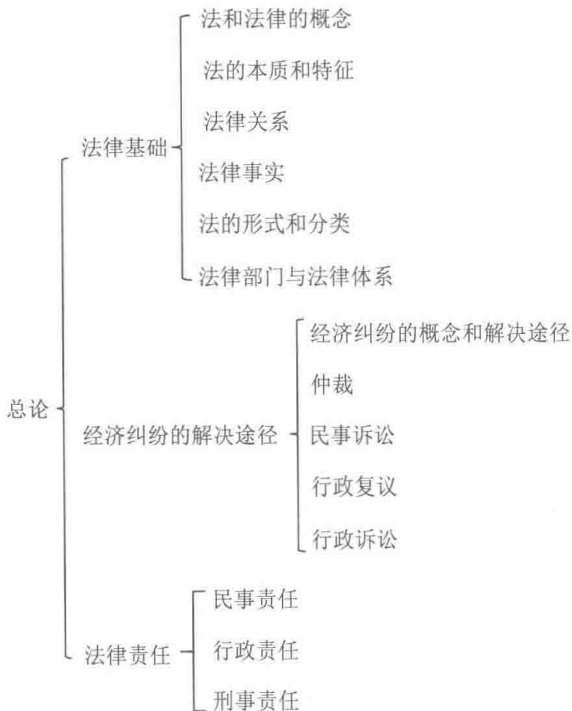 总论
法律基础
法和法律的概念
法的本质和特征
法律关系
法律事实
法的形式和分类
法律部门与法律体系
经济纠纷的解决途径
经济纠纷的概念和解决途径
仲裁
民事诉讼
行政复议
行政诉讼
法律责任
民事责任
行政责任
刑事责任